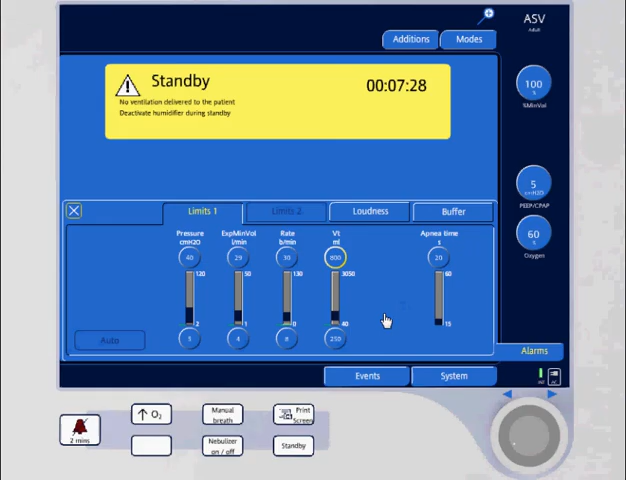 ASV
Adult
Additions
Modes
Standby
00:07:28
No ventilation delivered to the patient
Deactivate humidifier during standby
100
%
%MinVol
5
cmH2O
PEEP/CPAP
60
%
Oxygen
Limits 1
Limits 2
Loudness
Buffer
Pressure
cmH2O
ExpMinVol
l/min
Rate
b/min
Vt
ml
Apnea time
s
40
29
30
800
20
120
50
130
3050
60
2
1
0
40
15
5
4
8
250
Auto
Alarms
Events
System
INT
AC
2 mins
↑ O2
Manual
breath
Print
Screen
Nebulizer
on / off
Standby